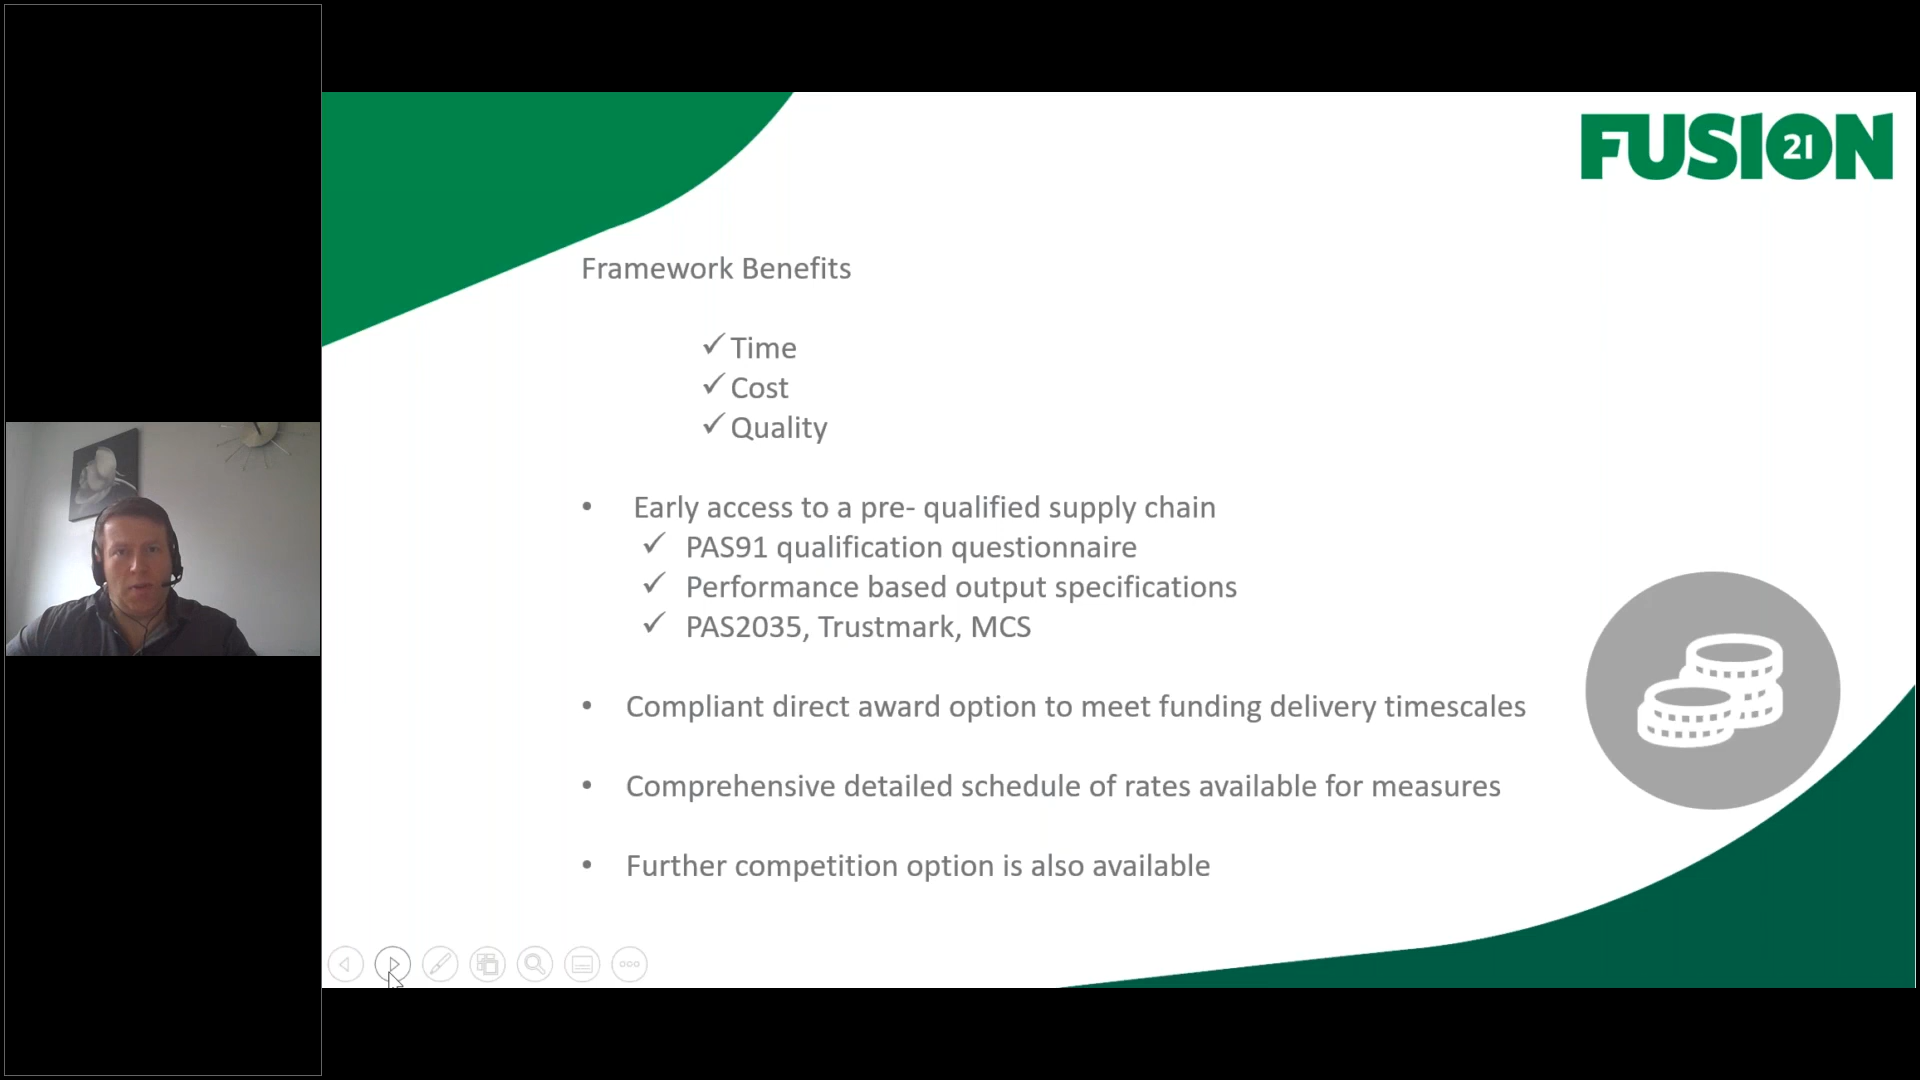 FUSION
21
Framework Benefits
✓ Time
✓ Cost
✓ Quality
• Early access to a pre- qualified supply chain
✓ PAS91 qualification questionnaire
✓ Performance based output specifications
✓ PAS2035, Trustmark, MCS
• Compliant direct award option to meet funding delivery timescales
• Comprehensive detailed schedule of rates available for measures
• Further competition option is also available